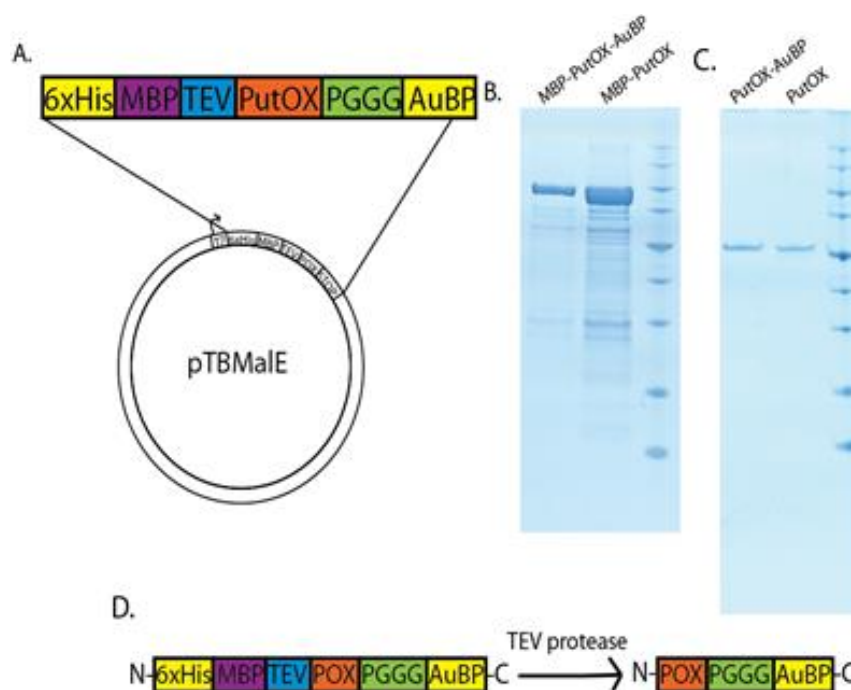 A.
6xHis MBP TEV PutOX PGGG AuBP
B.
MBP-PutOX-AuBP
MBP-PutOX
C.
PutOX-AuBP
PutOX
pTBMalE
D.
N-6xHis MBP TEV POX PGGG AuBP-C
TEV protease
N-POX PGGG AuBP-C